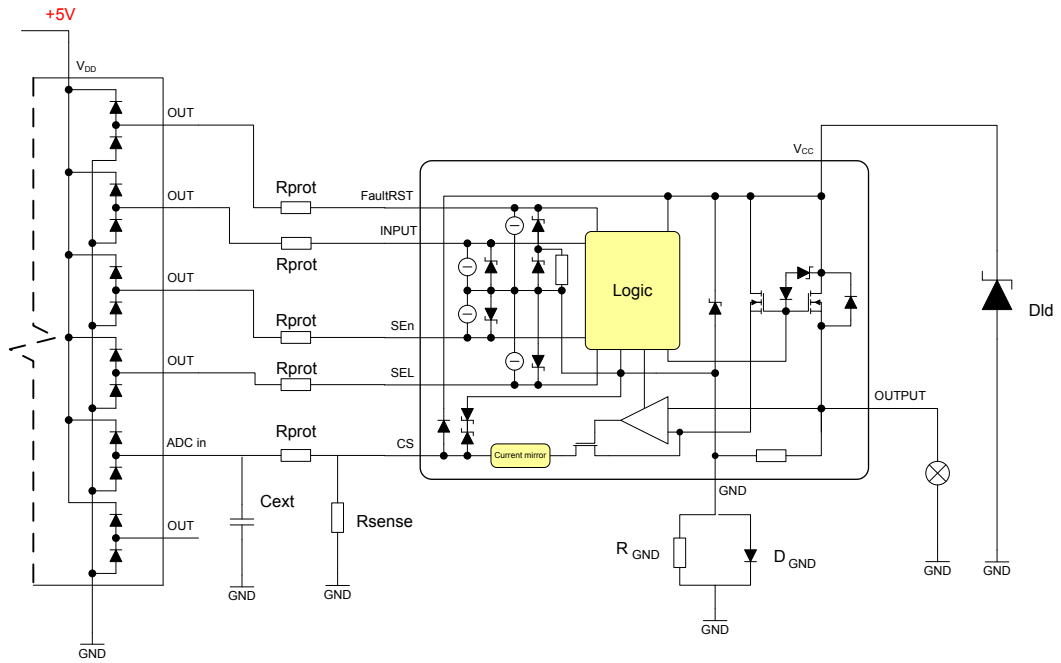 +5V
VDD
OUT
VCC
Rprot
FaultRST
OUT
INPUT
Rprot
OUT
Logic
Dld
Rprot
SEn
OUT
Rprot
SEL
OUTPUT
ADC in
Rprot
CS
Current mirror
GND
Cext
Rsense
OUT
R GND
D GND
GND
GND
GND
GND
GND
GND